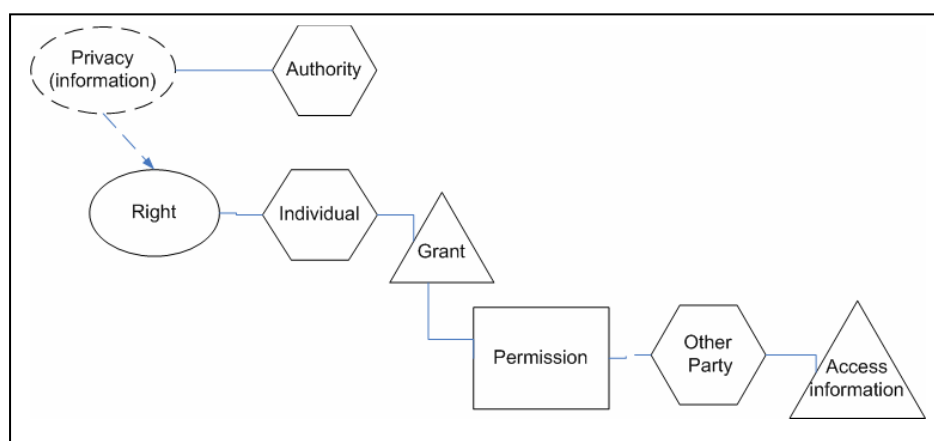 Privacy
(information)
Authority
Right
Individual
Grant
Permission
Other
Party
Access
information